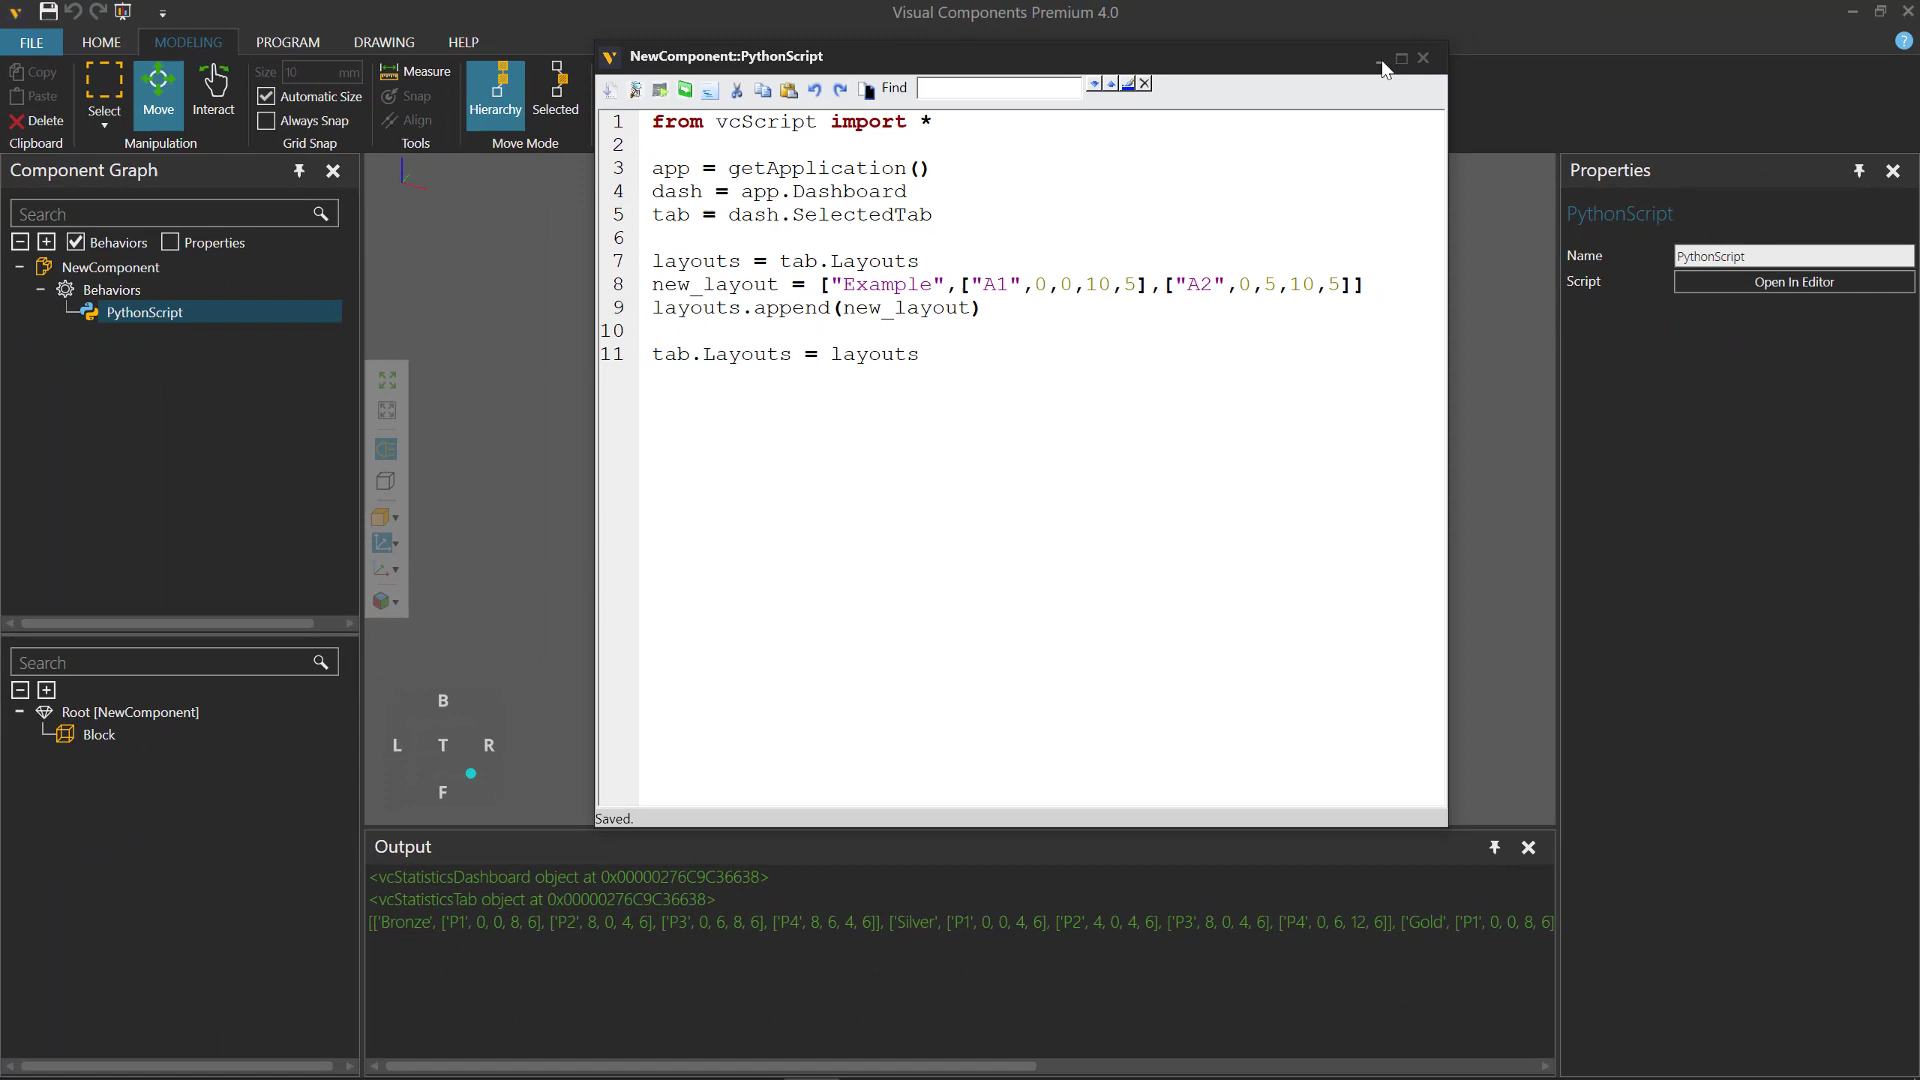 Visual Components Premium 4.0
FILE
HOME
MODELING
PROGRAM
DRAWING
HELP
Copy
Paste
Delete
Clipboard
Select
Move
Interact
Manipulation
Size 10 mm
Automatic Size
Always Snap
Grid Snap
Measure
Snap
Align
Tools
Hierarchy
Selected
Move Mode
NewComponent::PythonScript
Find
1 from vcScript import *
2
3 app = getApplication()
4 dash = app.Dashboard
5 tab = dash.SelectedTab
6
7 layouts = tab.Layouts
8 new_layout = ["Example",["A1",0,0,10,5],["A2",0,5,10,5]]
9 layouts.append(new_layout)
10
11 tab.Layouts = layouts
Saved.
Component Graph
Search
Behaviors
Properties
NewComponent
Behaviors
PythonScript
Search
Root [NewComponent]
Block
B
L T R
F
Output
<vcStatisticsDashboard object at 0x00000276C9C36638>
<vcStatisticsTab object at 0x00000276C9C36638>
[['Bronze', ['P1', 0, 0, 8, 6], ['P2', 8, 0, 4, 6], ['P3', 0, 6, 8, 6], ['P4', 8, 6, 4, 6]], ['Silver', ['P1', 0, 0, 4, 6], ['P2', 4, 0, 4, 6], ['P3', 8, 0, 4, 6], ['P4', 0, 6, 12, 6]], ['Gold', ['P1', 0, 0, 8, 6]
Properties
PythonScript
Name PythonScript
Script Open In Editor